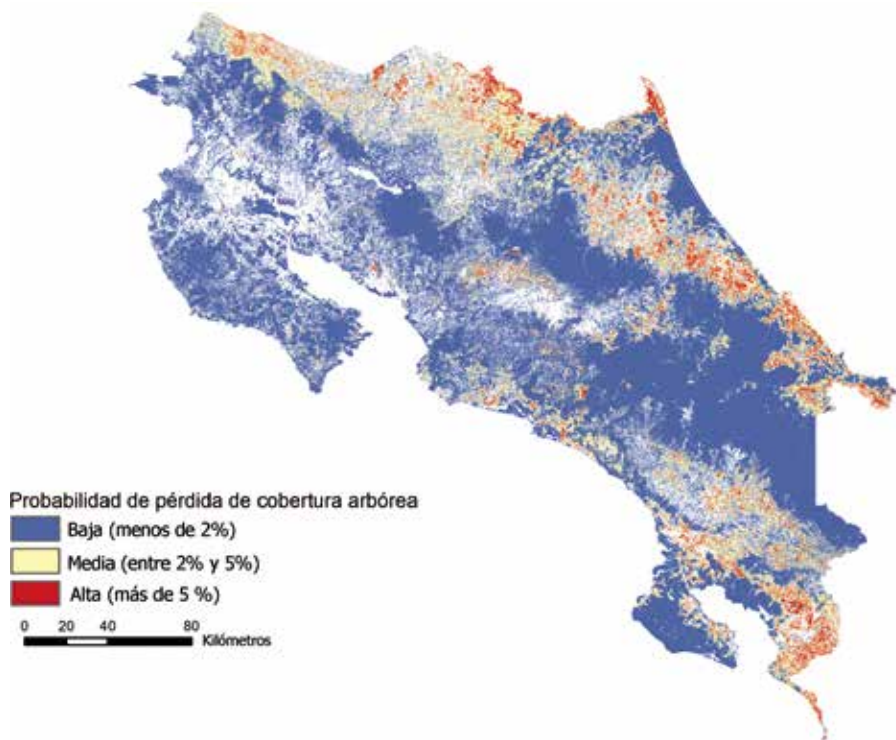 Probabilidad de pérdida de cobertura arbórea
Baja (menos de 2%)
Media (entre 2% y 5%)
Alta (más de 5 %)
0 20 40 80
Kilómetros